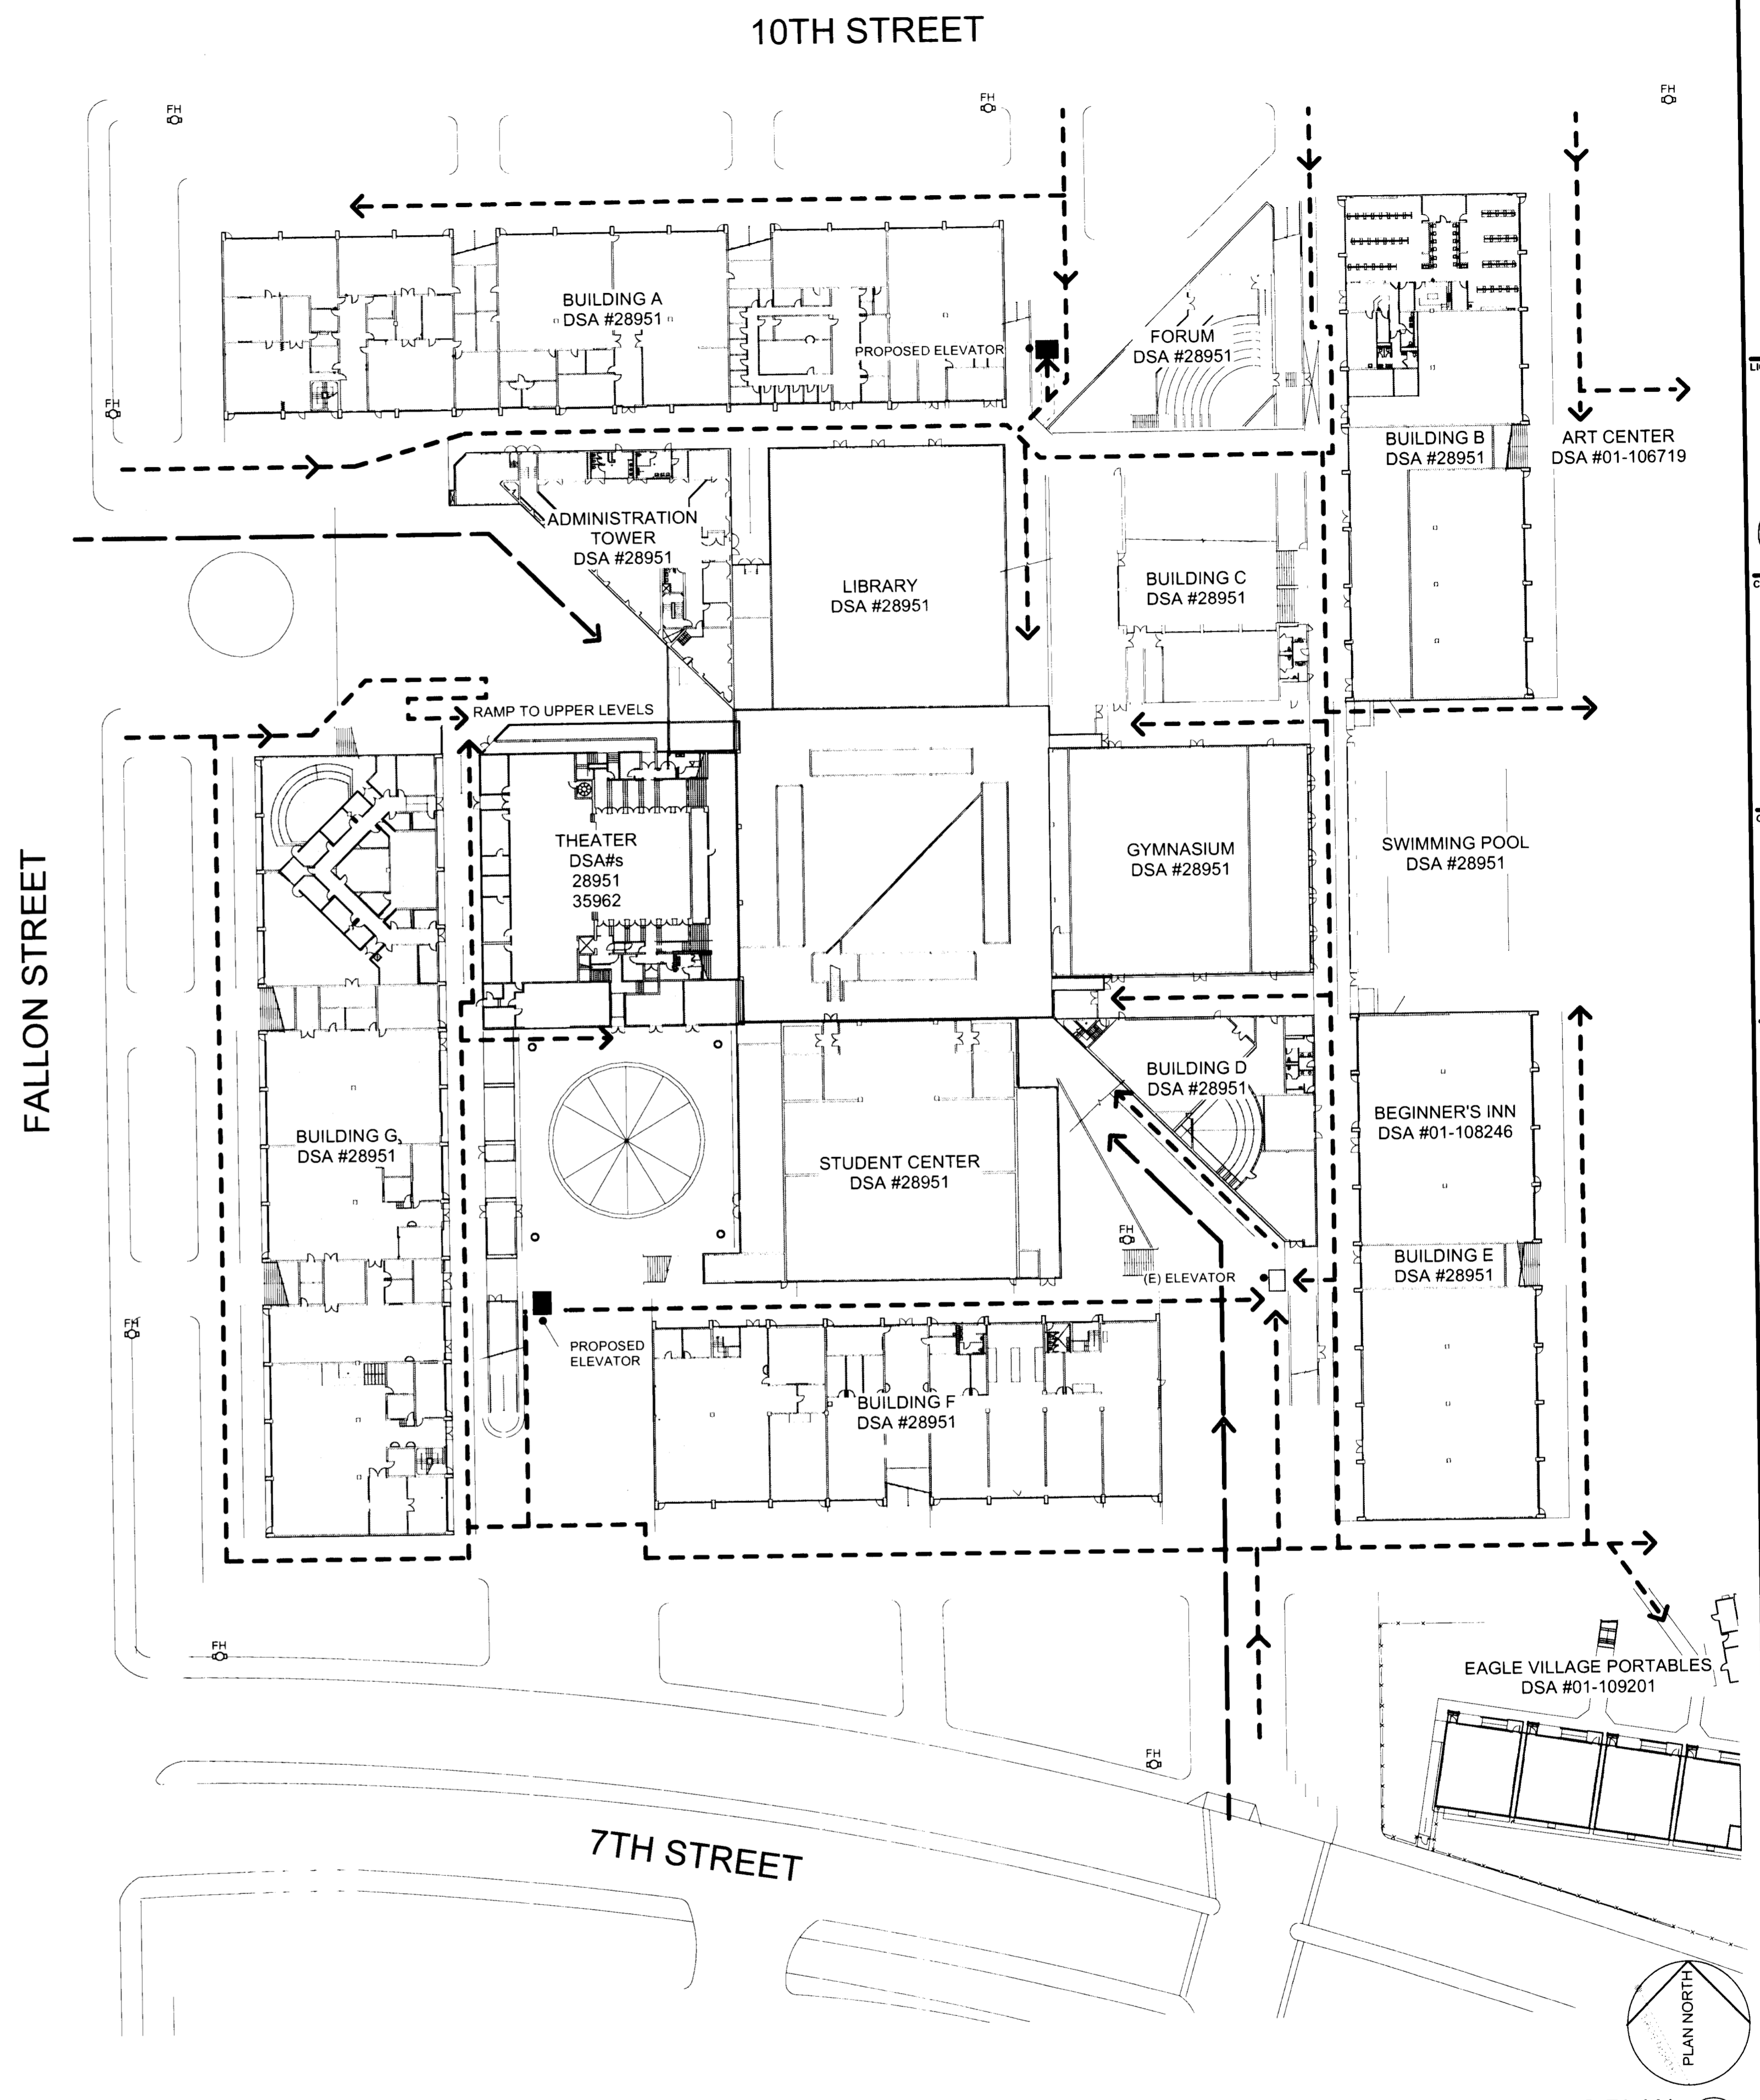 10TH STREET
FH
FH
FH
BUILDING A
DSA #28951
PROPOSED ELEVATOR
FORUM
DSA #28951
FH
BUILDING B
DSA #28951
ART CENTER
DSA #01-106719
ADMINISTRATION
TOWER
DSA #28951
LIBRARY
DSA #28951
BUILDING C
DSA #28951
RAMP TO UPPER LEVELS
THEATER
DSA#s
28951
35962
GYMNASIUM
DSA #28951
SWIMMING POOL
DSA #28951
FALLON STREET
BUILDING D
DSA #28951
BEGINNER'S INN
DSA #01-108246
BUILDING G
DSA #28951
STUDENT CENTER
DSA #28951
FH
(E) ELEVATOR
BUILDING E
DSA #28951
FH
PROPOSED
ELEVATOR
BUILDING F
DSA #28951
FH
EAGLE VILLAGE PORTABLES
DSA #01-109201
FH
7TH STREET
PLAN NORTH